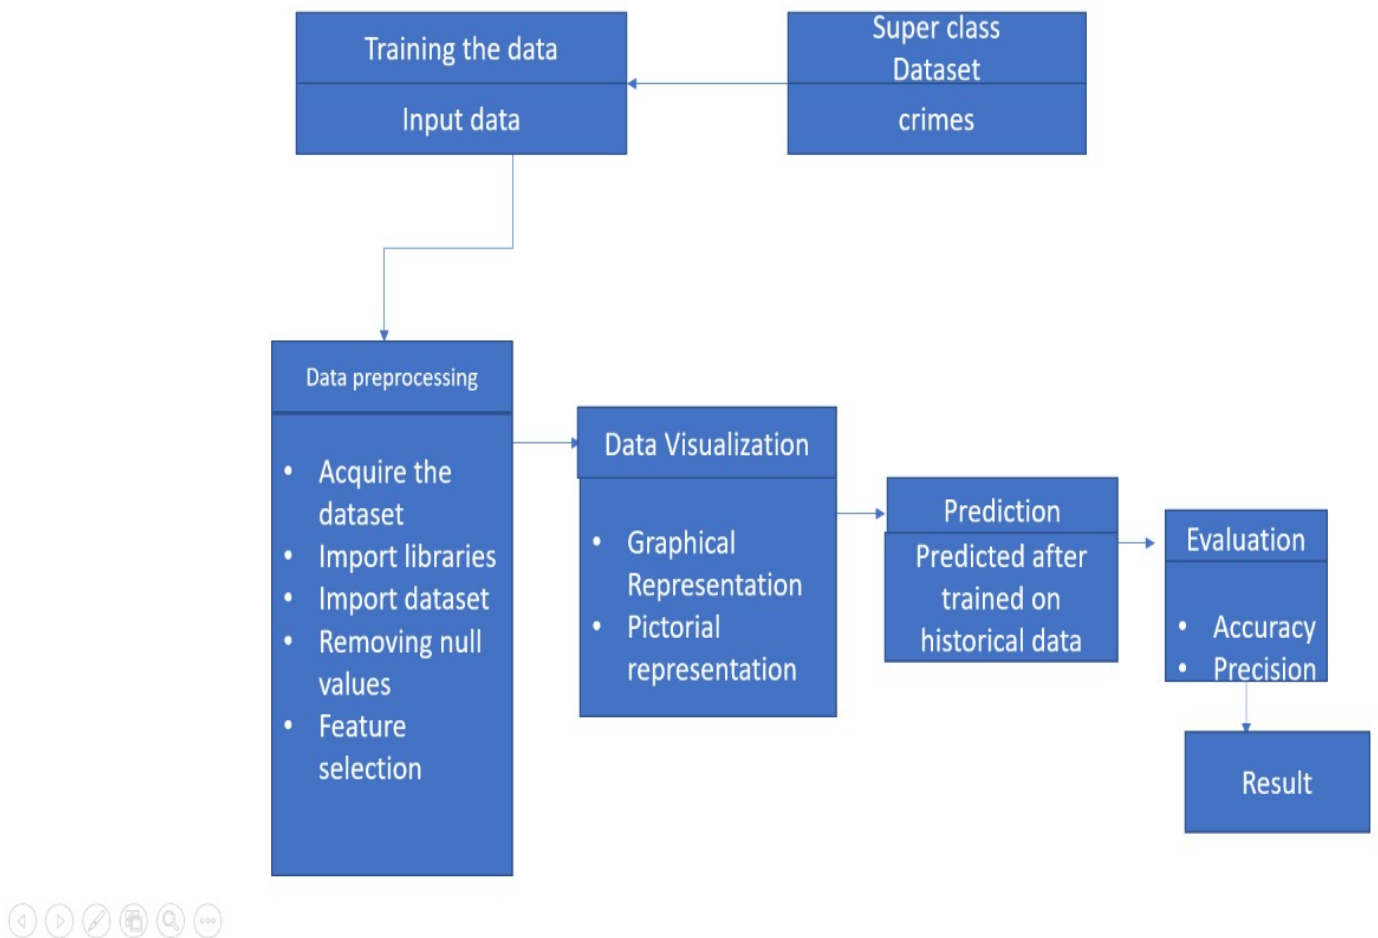 Training the data
Input data
Super class
Dataset
crimes
Data preprocessing
• Acquire the
dataset
• Import libraries
• Import dataset
• Removing null
values
• Feature
selection
Data Visualization
• Graphical
Representation
• Pictorial
representation
Prediction
Predicted after
trained on
historical data
Evaluation
• Accuracy
• Precision
Result